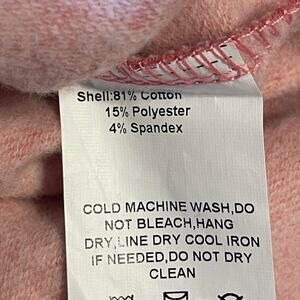 Shell:81% Cotton
15% Polyester
4% Spandex
COLD MACHINE WASH,DO
NOT BLEACH,HANG
DRY,LINE DRY COOL IRON
IF NEEDED,DO NOT DRY
CLEAN